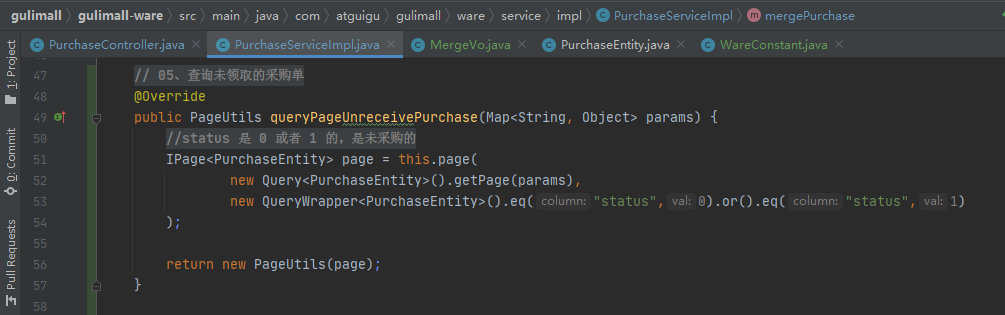 gulimall > gulimall-ware > src > main > java > com > atguigu > gulimall > ware > service > impl > PurchaseServiceImpl > mergePurchase
PurchaseController.java PurchaseServiceImpl.java MergeVo.java PurchaseEntity.java WareConstant.java
1: Project
0: Commit
Pull Requests
47 // 05、查询未领取的采购单
48 @Override
49 public PageUtils queryPageUnreceivePurchase(Map<String, Object> params) {
50 //status 是 0 或者 1 的，是未采购的
51 IPage<PurchaseEntity> page = this.page(
52 new Query<PurchaseEntity>().getPage(params),
53 new QueryWrapper<PurchaseEntity>().eq( column: "status", val: 0).or().eq( column: "status", val: 1)
54 );
55
56 return new PageUtils(page);
57 }
58